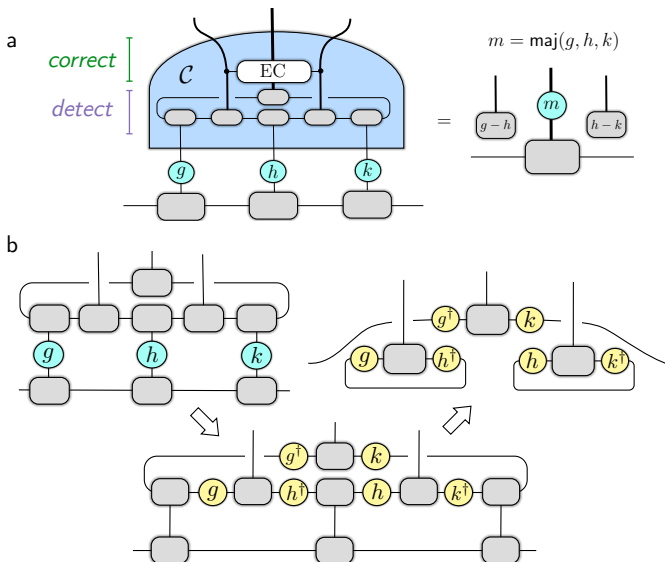 a
correct
detect
𝒞
EC
g
h
k
=
m = maj(g, h, k)
g − h
m
h − k
b
g
h
k
g† k
g h† h k†
g† k
g h† h k†